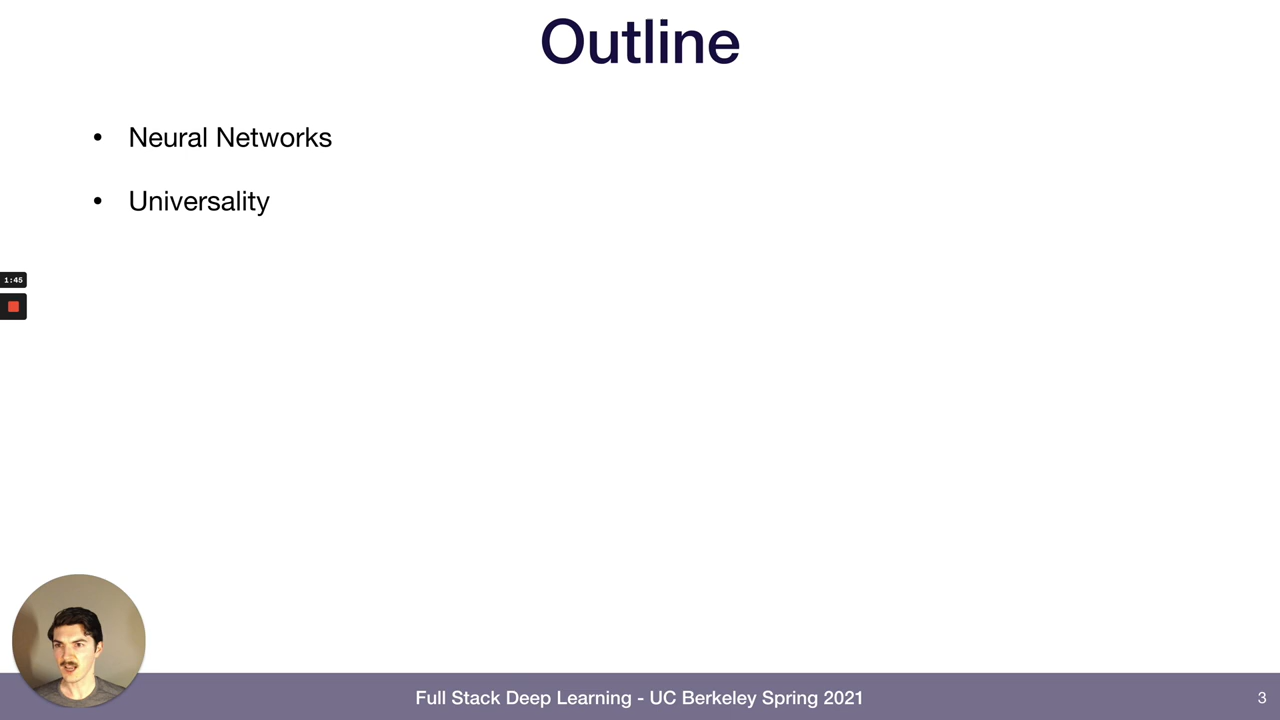 Outline
• Neural Networks
• Universality
1:45
Full Stack Deep Learning - UC Berkeley Spring 2021
3